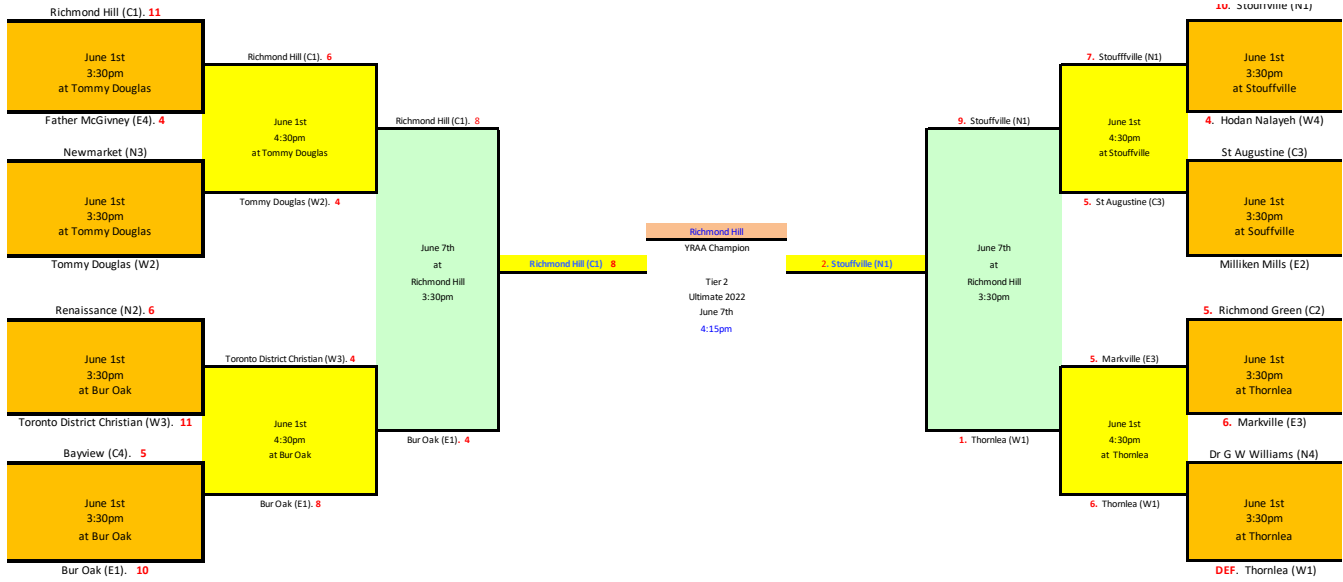 Richmond Hill (C1). 11
June 1st
3:30pm
at Tommy Douglas
Father McGivney (E4). 4
Newmarket (N3)
June 1st
3:30pm
at Tommy Douglas
Tommy Douglas (W2)
Renaissance (N2). 6
June 1st
3:30pm
at Bur Oak
Toronto District Christian (W3). 11
Bayview (C4). 5
June 1st
3:30pm
at Bur Oak
Bur Oak (E1). 10
Richmond Hill (C1). 6
June 1st
4:30pm
at Tommy Douglas
Tommy Douglas (W2). 4
Toronto District Christian (W3). 4
June 1st
4:30pm
at Bur Oak
Bur Oak (E1). 8
Richmond Hill (C1). 8
June 7th
at
Richmond Hill
3:30pm
Bur Oak (E1). 4
Richmond Hill (C1) 8
Richmond Hill
YRAA Champion
Tier 2
Ultimate 2022
June 7th
4:15pm
2. Stouffville (N1)
9. Stouffville (N1)
June 7th
at
Richmond Hill
3:30pm
1. Thornlea (W1)
7. Stoufffville (N1)
June 1st
4:30pm
at Stouffville
5. St Augustine (C3)
5. Markville (E3)
June 1st
4:30pm
at Thornlea
6. Thornlea (W1)
10. Stouffville (N1)
June 1st
3:30pm
at Stouffville
4. Hodan Nalayeh (W4)
St Augustine (C3)
June 1st
3:30pm
at Souffville
Milliken Mills (E2)
5. Richmond Green (C2)
June 1st
3:30pm
at Thornlea
6. Markville (E3)
Dr G W Williams (N4)
June 1st
3:30pm
at Thornlea
DEF. Thornlea (W1)